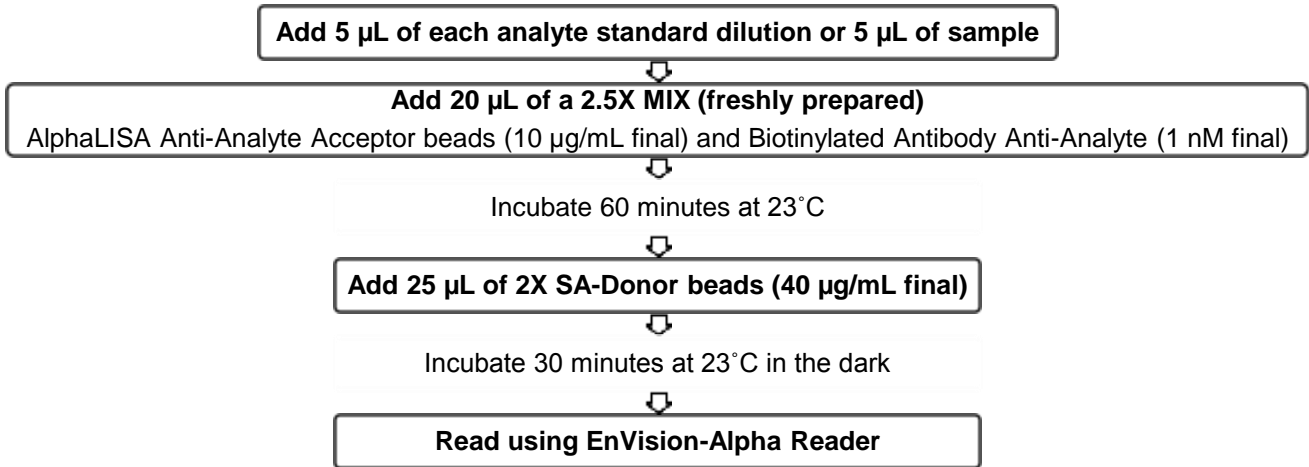 Add 5 µL of each analyte standard dilution or 5 µL of sample
Add 20 µL of a 2.5X MIX (freshly prepared)
AlphaLISA Anti-Analyte Acceptor beads (10 µg/mL final) and Biotinylated Antibody Anti-Analyte (1 nM final)
Incubate 60 minutes at 23˚C
Add 25 µL of 2X SA-Donor beads (40 µg/mL final)
Incubate 30 minutes at 23˚C in the dark
Read using EnVision-Alpha Reader